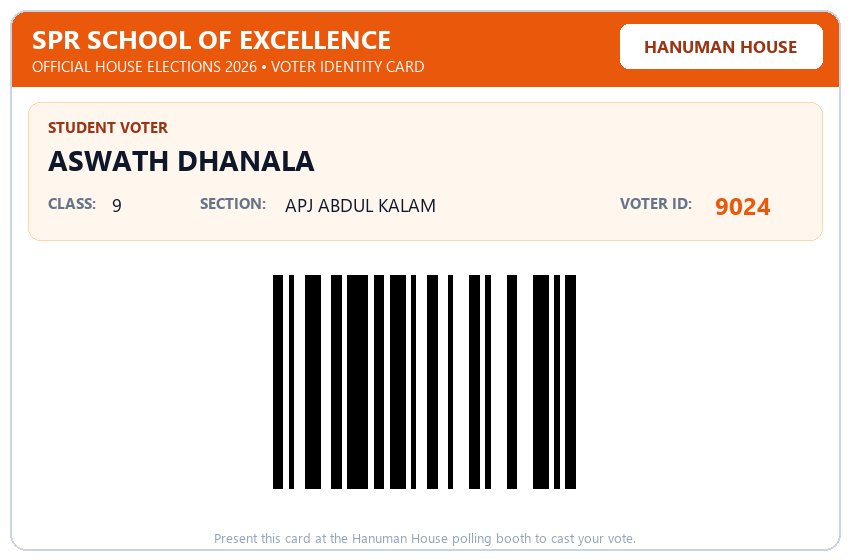 SPR SCHOOL OF EXCELLENCE
OFFICIAL HOUSE ELECTIONS 2026 • VOTER IDENTITY CARD
HANUMAN HOUSE
STUDENT VOTER
ASWATH DHANALA
CLASS: 9 SECTION: APJ ABDUL KALAM VOTER ID: 9024
Present this card at the Hanuman House polling booth to cast your vote.